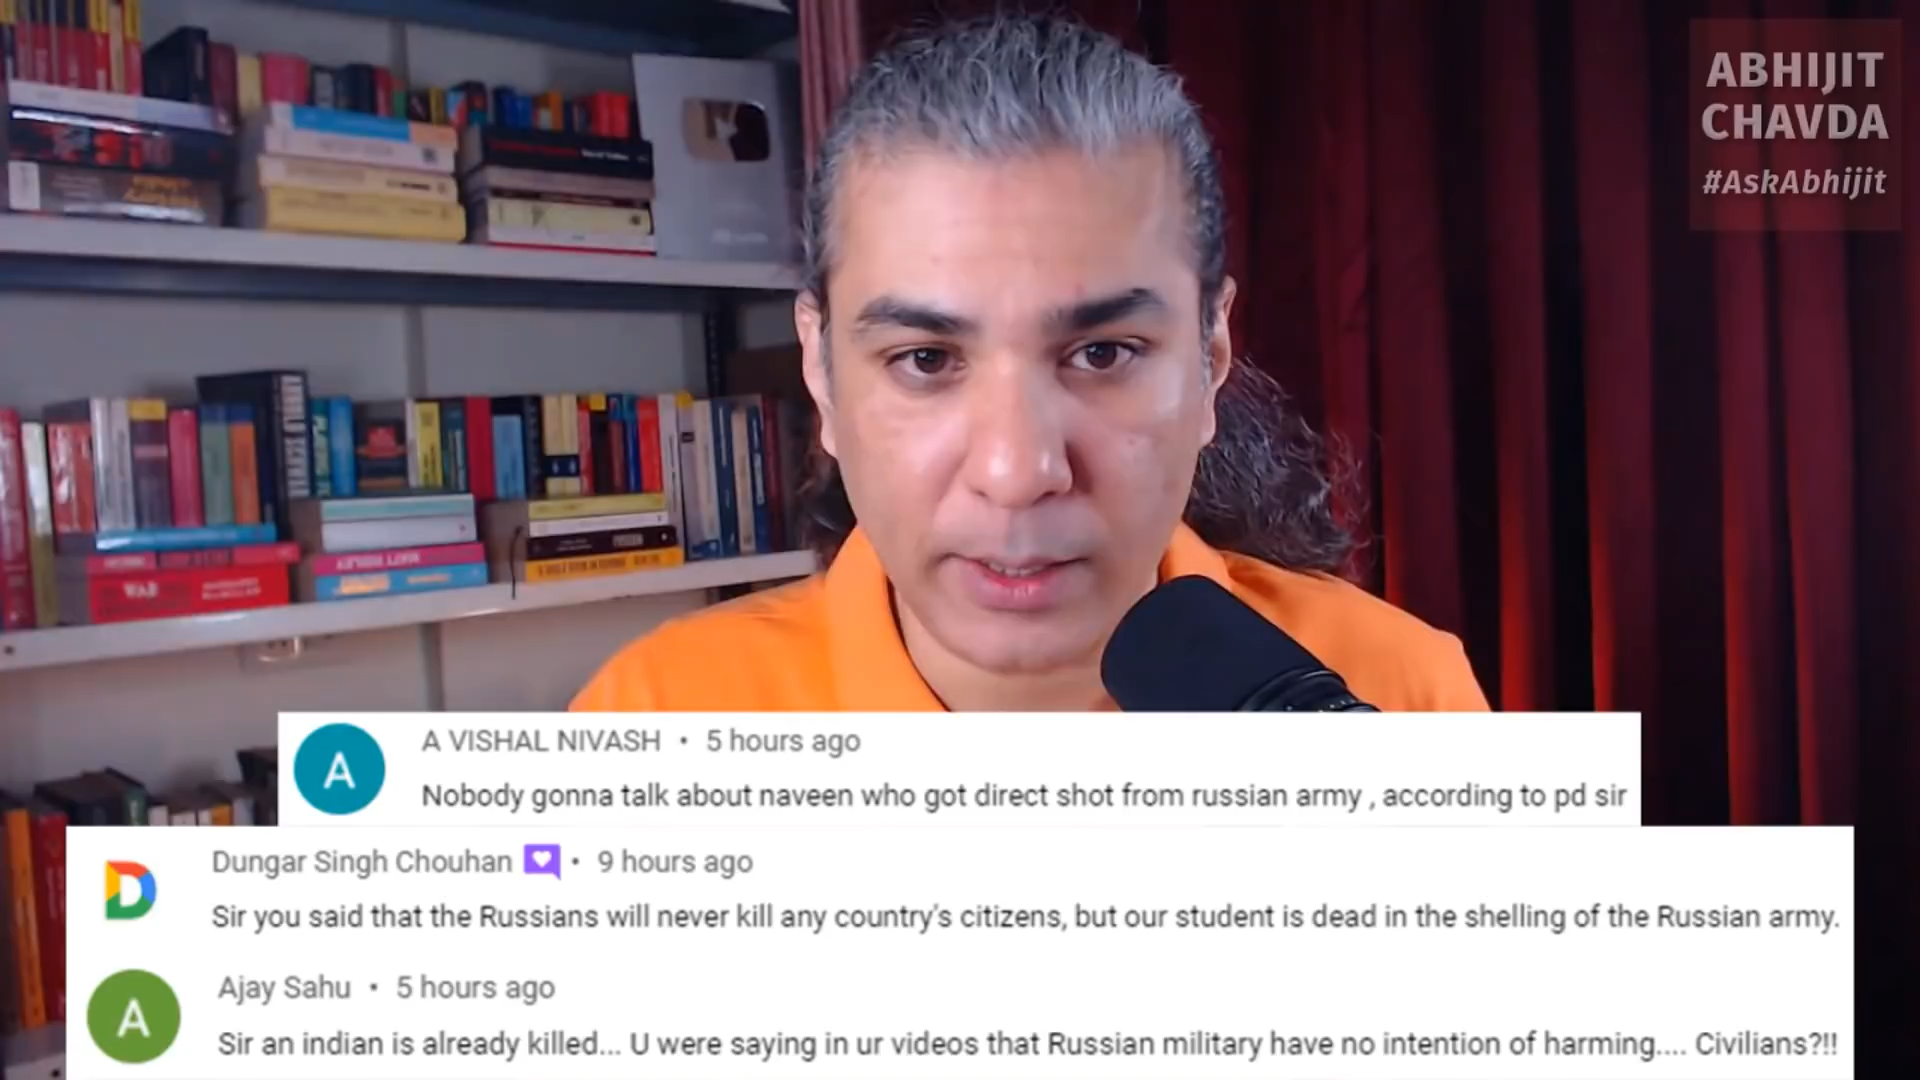 ABHIJIT
CHAVDA
#AskAbhijit
WAR
MATT RIDLEY
A VISHAL NIVASH • 5 hours ago
A
Nobody gonna talk about naveen who got direct shot from russian army , according to pd sir
Dungar Singh Chouhan • 9 hours ago
D
Sir you said that the Russians will never kill any country's citizens, but our student is dead in the shelling of the Russian army.
Ajay Sahu • 5 hours ago
A
Sir an indian is already killed... U were saying in ur videos that Russian military have no intention of harming.... Civilians?!!